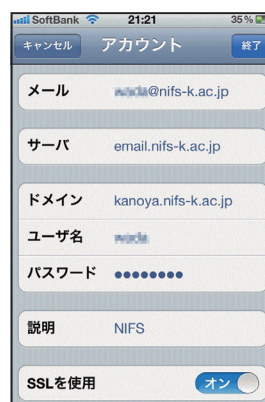 SoftBank 21:21 35%
キャンセル アカウント 終了
メール @nifs-k.ac.jp
サーバ email.nifs-k.ac.jp
ドメイン kanoya.nifs-k.ac.jp
ユーザ名
パスワード ●●●●●●●●
説明 NIFS
SSLを使用 オン